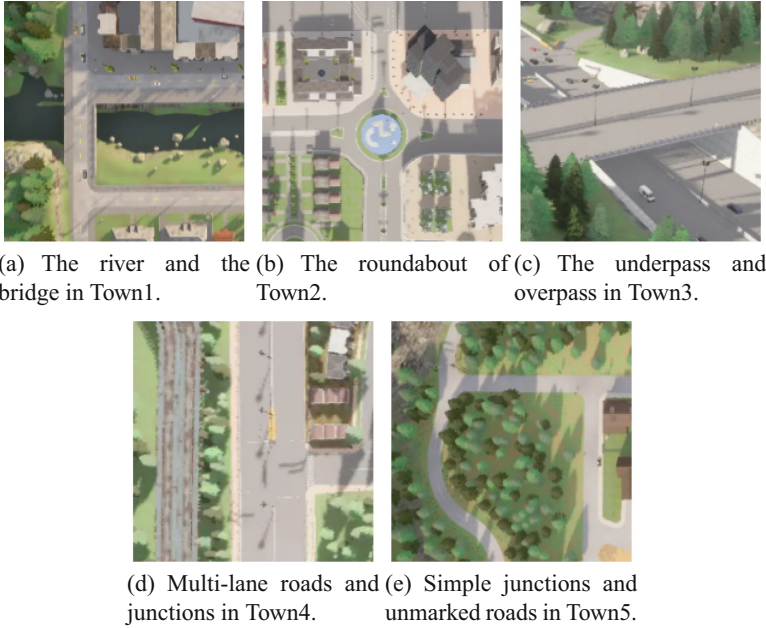 (a) The river and the
bridge in Town1.
(b) The roundabout of
Town2.
(c) The underpass and
overpass in Town3.
(d) Multi-lane roads and
junctions in Town4.
(e) Simple junctions and
unmarked roads in Town5.